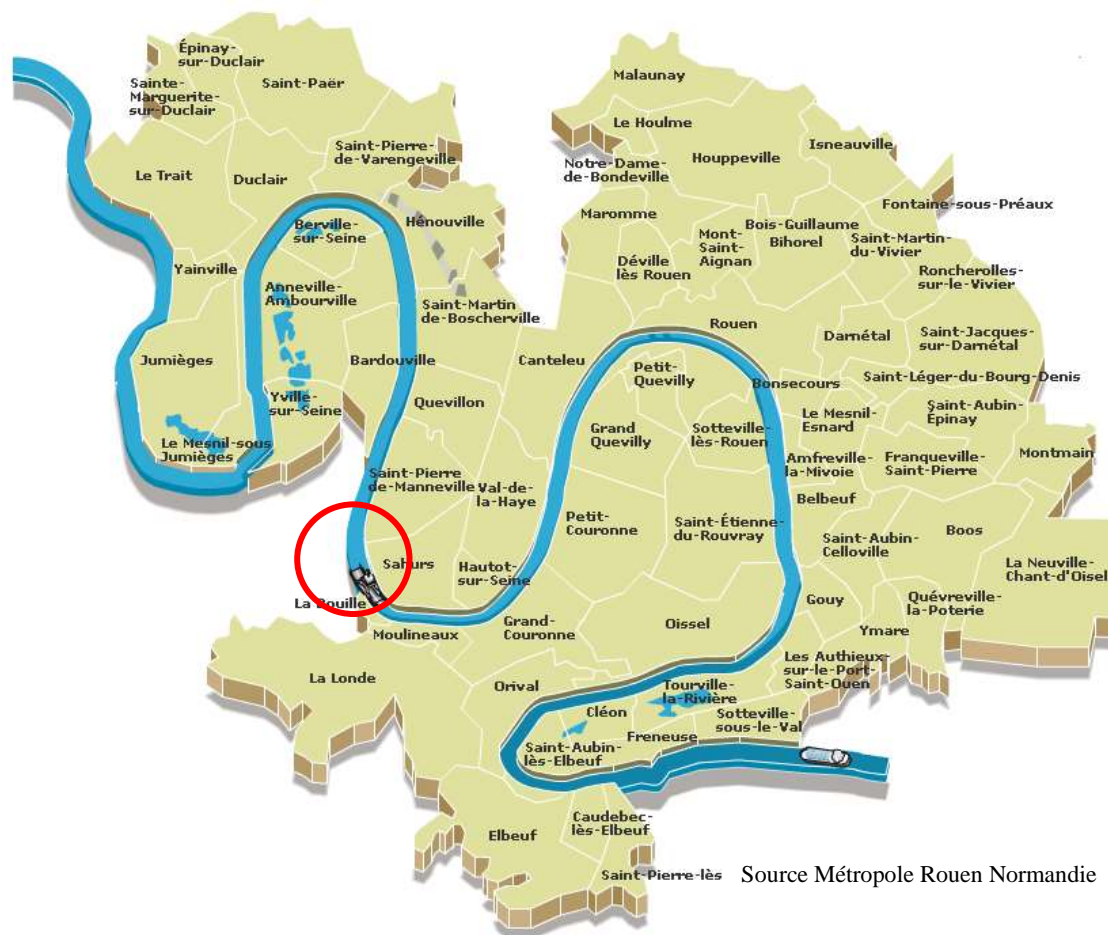 Épinay-
sur-Duclair
Sainte-
Marguerite-
sur-Duclair
Saint-Paër
Malaunay
Le Houlme
Isneauville
Houppeville
Notre-Dame-
de-Bondeville
Saint-Pierre-
de-Varengeville
Le Trait
Duclair
Fontaine-sous-Préaux
Maromme
Hénouville
Berville-
sur-Seine
Bois-Guillaume
Bihorel
Mont-
Saint-
Aignan
Saint-Martin-
du-Vivier
Déville
lès Rouen
Yainville
Roncherolles-
sur-le-Vivier
Anneville-
Ambourville
Saint-Martin
de-Boscherville
Rouen
Darnétal
Saint-Jacques-
sur-Darnétal
Jumièges
Bardouville
Canteleu
Petit-
Quevilly
Bonsecours
Saint-Léger-du-Bourg-Denis
Yville-
sur-Seine
Quevillon
Le Mesnil-
Esnard
Saint-Aubin-
Épinay
Grand
Quevilly
Sotteville-
lès-Rouen
Le Mesnil-sous
Jumièges
Amfreville-
la-Mivoie
Franqueville-
Saint-Pierre
Montmain
Saint-Pierre
de-Manneville
Val-de-
la-Haye
Belbeuf
Petit-
Couronne
Saint-Étienne-
du-Rouvray
Saint-Aubin-
Celloville
Boos
La Neuville-
Chant-d'Oisel
Sahurs
Hautot-
sur-Seine
La Bouille
Gouy
Quévreville-
la-Poterie
Moulineaux
Grand-
Couronne
Oissel
Ymare
Les Authieux-
sur-le-Port-
Saint-Ouen
La Londe
Orival
Tourville-
la-Rivière
Cléon
Sotteville-
sous-le-Val
Freneuse
Saint-Aubin-
lès-Elbeuf
Caudebec-
lès-Elbeuf
Elbeuf
Saint-Pierre-lès
Source Métropole Rouen Normandie